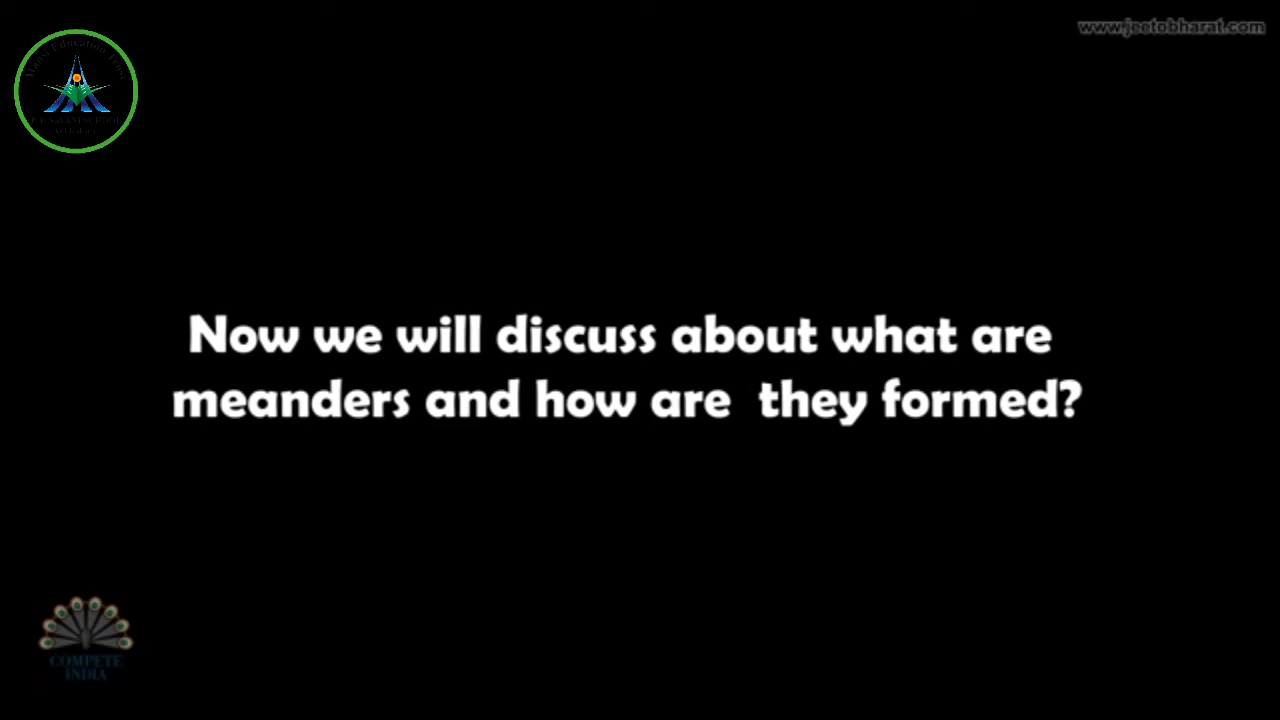 www.jeetobharat.com
Now we will discuss about what are
meanders and how are they formed?
COMPETE
INDIA